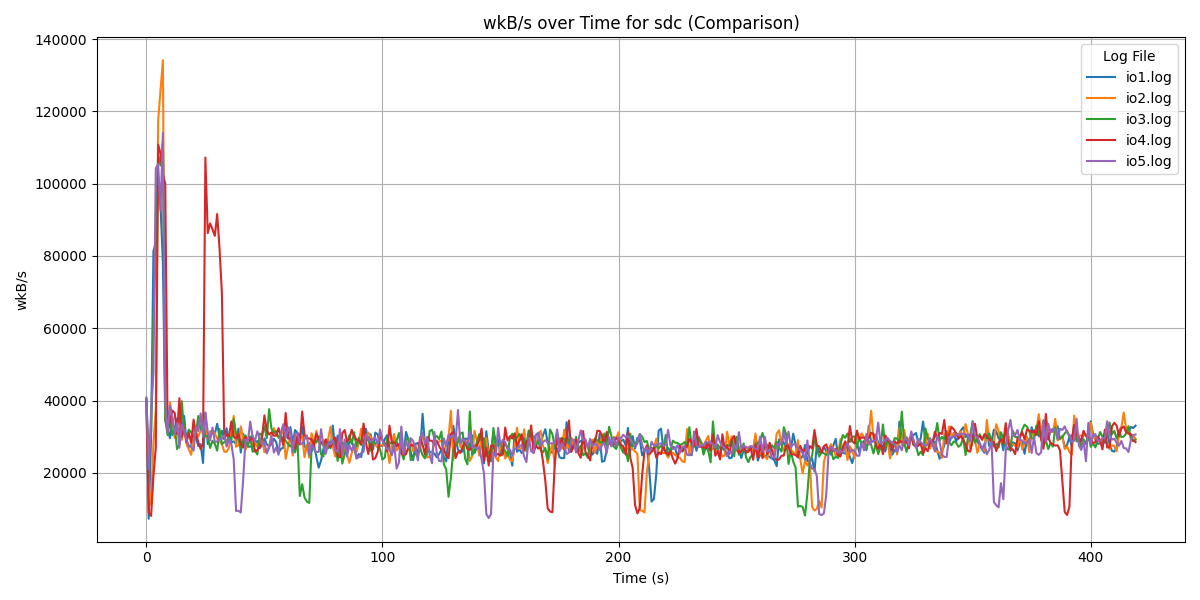 wkB/s over Time for sdc (Comparison)
140000
120000
100000
80000
60000
40000
20000
wkB/s
0
100
200
300
400
Time (s)
Log File
io1.log
io2.log
io3.log
io4.log
io5.log